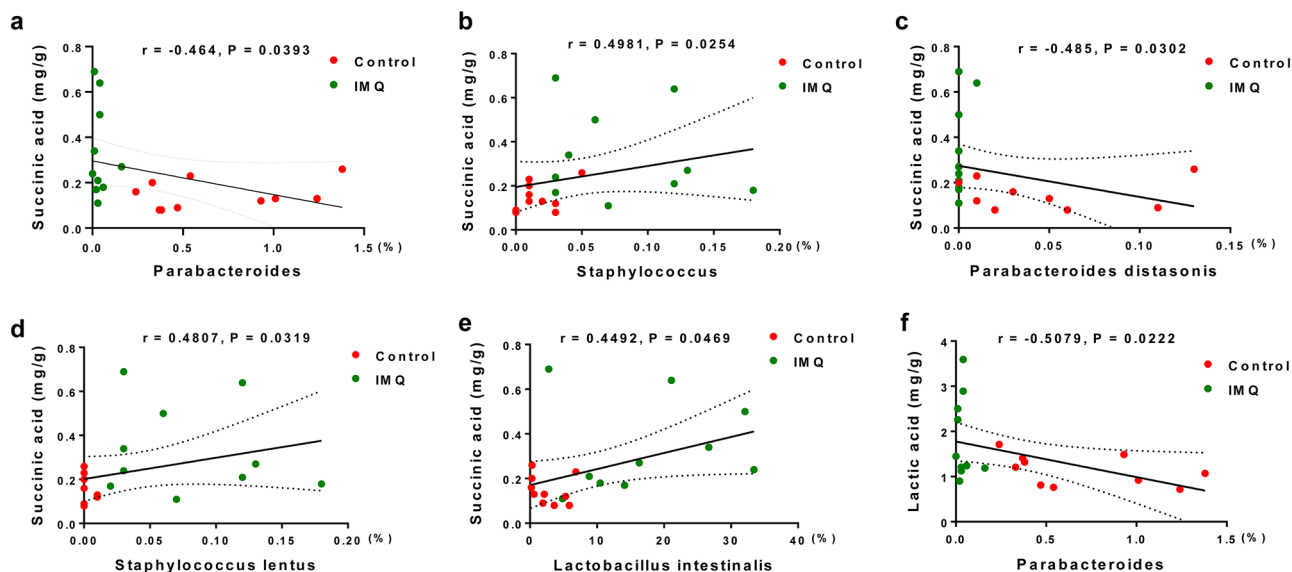 a
r = -0.464, P = 0.0393
Control
IMQ
Succinic acid (mg/g)
0.8
0.6
0.4
0.2
0.0
0.0 0.5 1.0 1.5 (%)
Parabacteroides
b
r = 0.4981, P = 0.0254
Control
IMQ
Succinic acid (mg/g)
0.8
0.6
0.4
0.2
0.0
0.00 0.05 0.10 0.15 0.20 (%)
Staphylococcus
c
r = -0.485, P = 0.0302
Control
IMQ
Succinic acid (mg/g)
0.8
0.6
0.4
0.2
0.0
0.00 0.05 0.10 0.15 (%)
Parabacteroides distasonis
d
r = 0.4807, P = 0.0319
Control
IMQ
Succinic acid (mg/g)
0.8
0.6
0.4
0.2
0.0
0.00 0.05 0.10 0.15 0.20 (%)
Staphylococcus lentus
e
r = 0.4492, P = 0.0469
Control
IMQ
Succinic acid (mg/g)
0.8
0.6
0.4
0.2
0.0
0 10 20 30 40 (%)
Lactobacillus intestinalis
f
r = -0.5079, P = 0.0222
Control
IMQ
Lactic acid (mg/g)
4
3
2
1
0
0.0 0.5 1.0 1.5 (%)
Parabacteroides